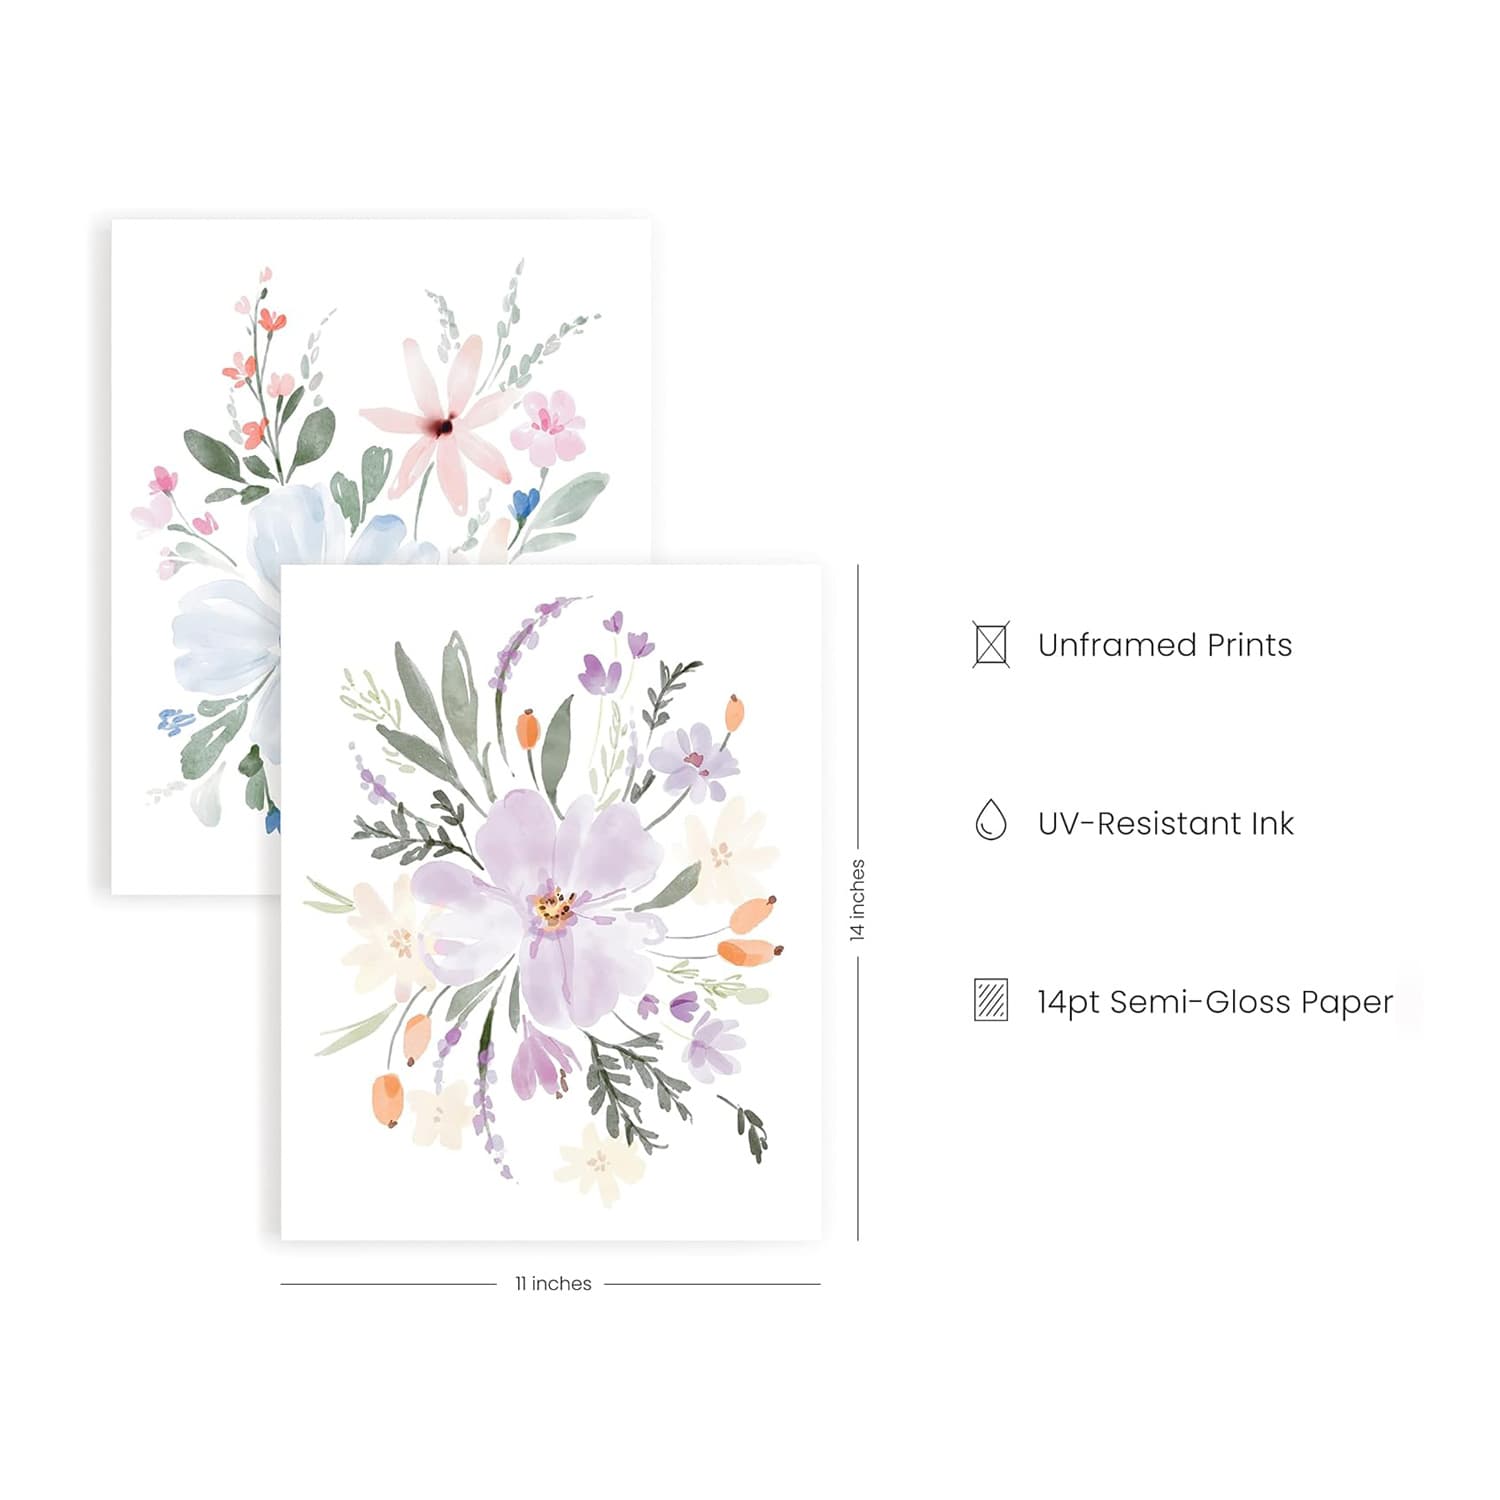 Unframed Prints
UV-Resistant Ink
14 inches
14pt Semi-Gloss Paper
11 inches